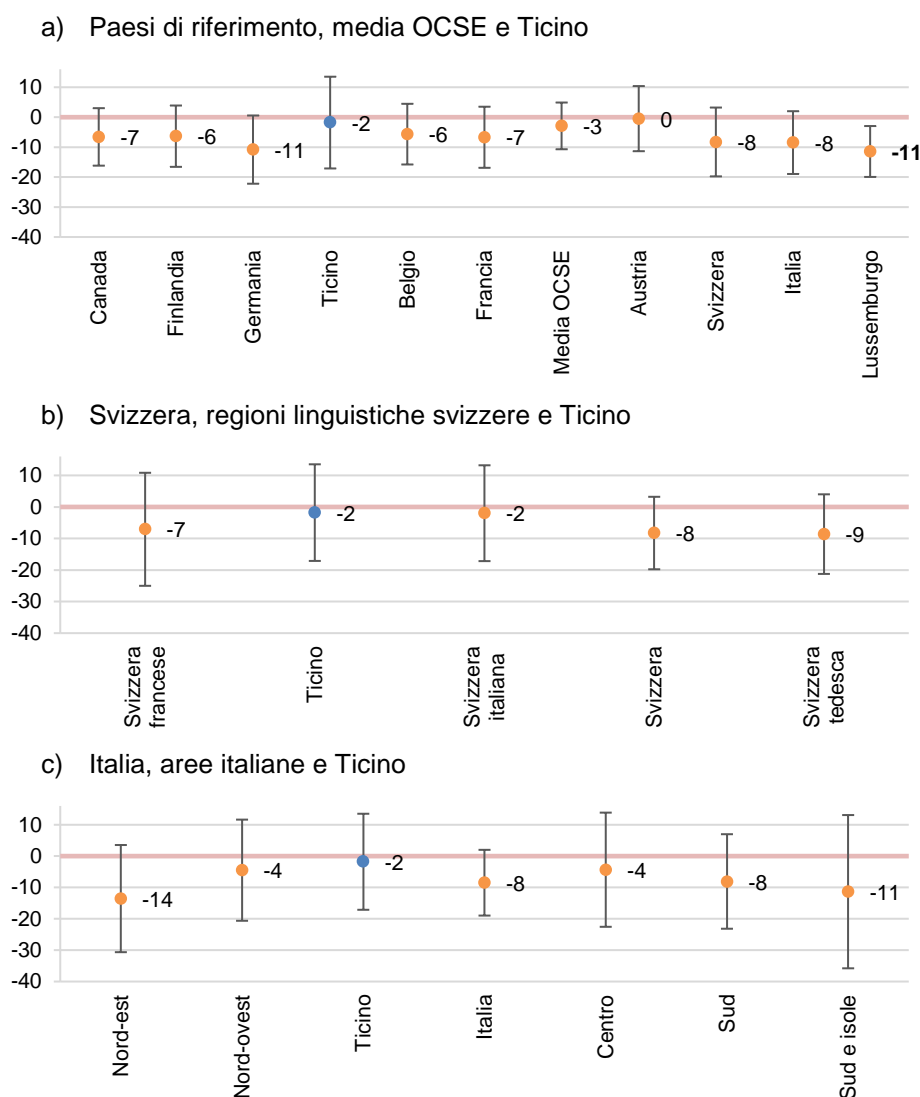 a) Paesi di riferimento, media OCSE e Ticino
10
0
-10
-20
-30
-40
-7
-6
-11
-2
-6
-7
-3
0
-8
-8
-11
Canada
Finlandia
Germania
Ticino
Belgio
Francia
Media OCSE
Austria
Svizzera
Italia
Lussemburgo
b) Svizzera, regioni linguistiche svizzere e Ticino
10
0
-10
-20
-30
-40
-7
-2
-2
-8
-9
Svizzera
francese
Ticino
Svizzera
italiana
Svizzera
Svizzera
tedesca
c) Italia, aree italiane e Ticino
10
0
-10
-20
-30
-40
-14
-4
-2
-8
-4
-8
-11
Nord-est
Nord-ovest
Ticino
Italia
Centro
Sud
Sud e isole